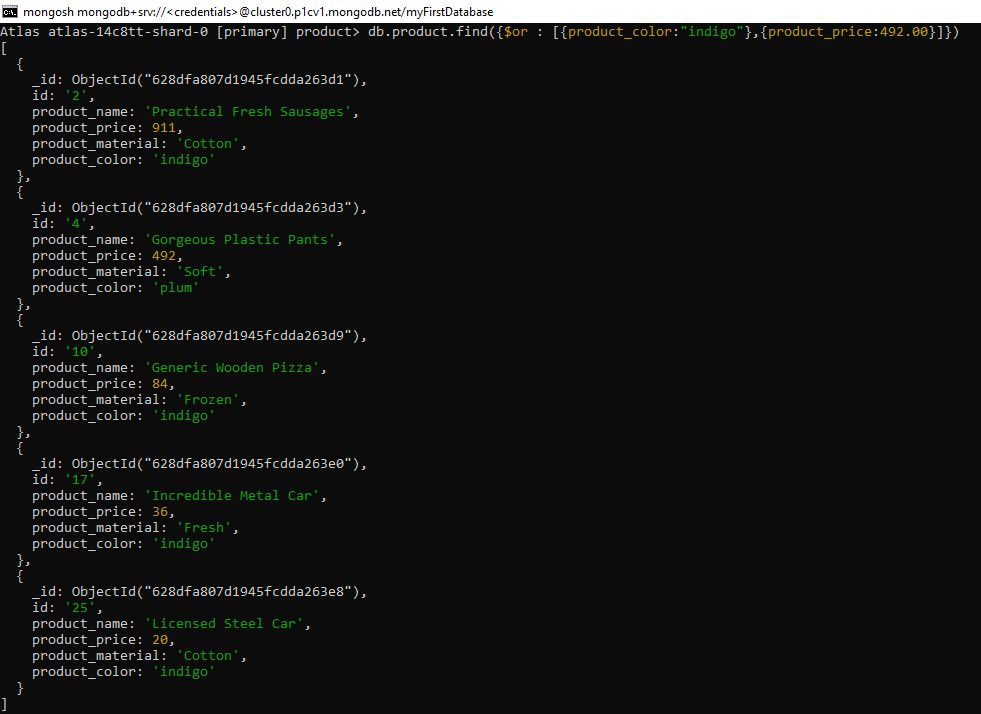 mongosh mongodb+srv://<credentials>@cluster0.p1cv1.mongodb.net/myFirstDatabase
Atlas atlas-14c8tt-shard-0 [primary] product> db.product.find({$or : [{product_color:"indigo"},{product_price:492.00}]})
[
  {
    _id: ObjectId("628dfa807d1945fcdda263d1"),
    id: '2',
    product_name: 'Practical Fresh Sausages',
    product_price: 911,
    product_material: 'Cotton',
    product_color: 'indigo'
  },
  {
    _id: ObjectId("628dfa807d1945fcdda263d3"),
    id: '4',
    product_name: 'Gorgeous Plastic Pants',
    product_price: 492,
    product_material: 'Soft',
    product_color: 'plum'
  },
  {
    _id: ObjectId("628dfa807d1945fcdda263d9"),
    id: '10',
    product_name: 'Generic Wooden Pizza',
    product_price: 84,
    product_material: 'Frozen',
    product_color: 'indigo'
  },
  {
    _id: ObjectId("628dfa807d1945fcdda263e0"),
    id: '17',
    product_name: 'Incredible Metal Car',
    product_price: 36,
    product_material: 'Fresh',
    product_color: 'indigo'
  },
  {
    _id: ObjectId("628dfa807d1945fcdda263e8"),
    id: '25',
    product_name: 'Licensed Steel Car',
    product_price: 20,
    product_material: 'Cotton',
    product_color: 'indigo'
  }
]